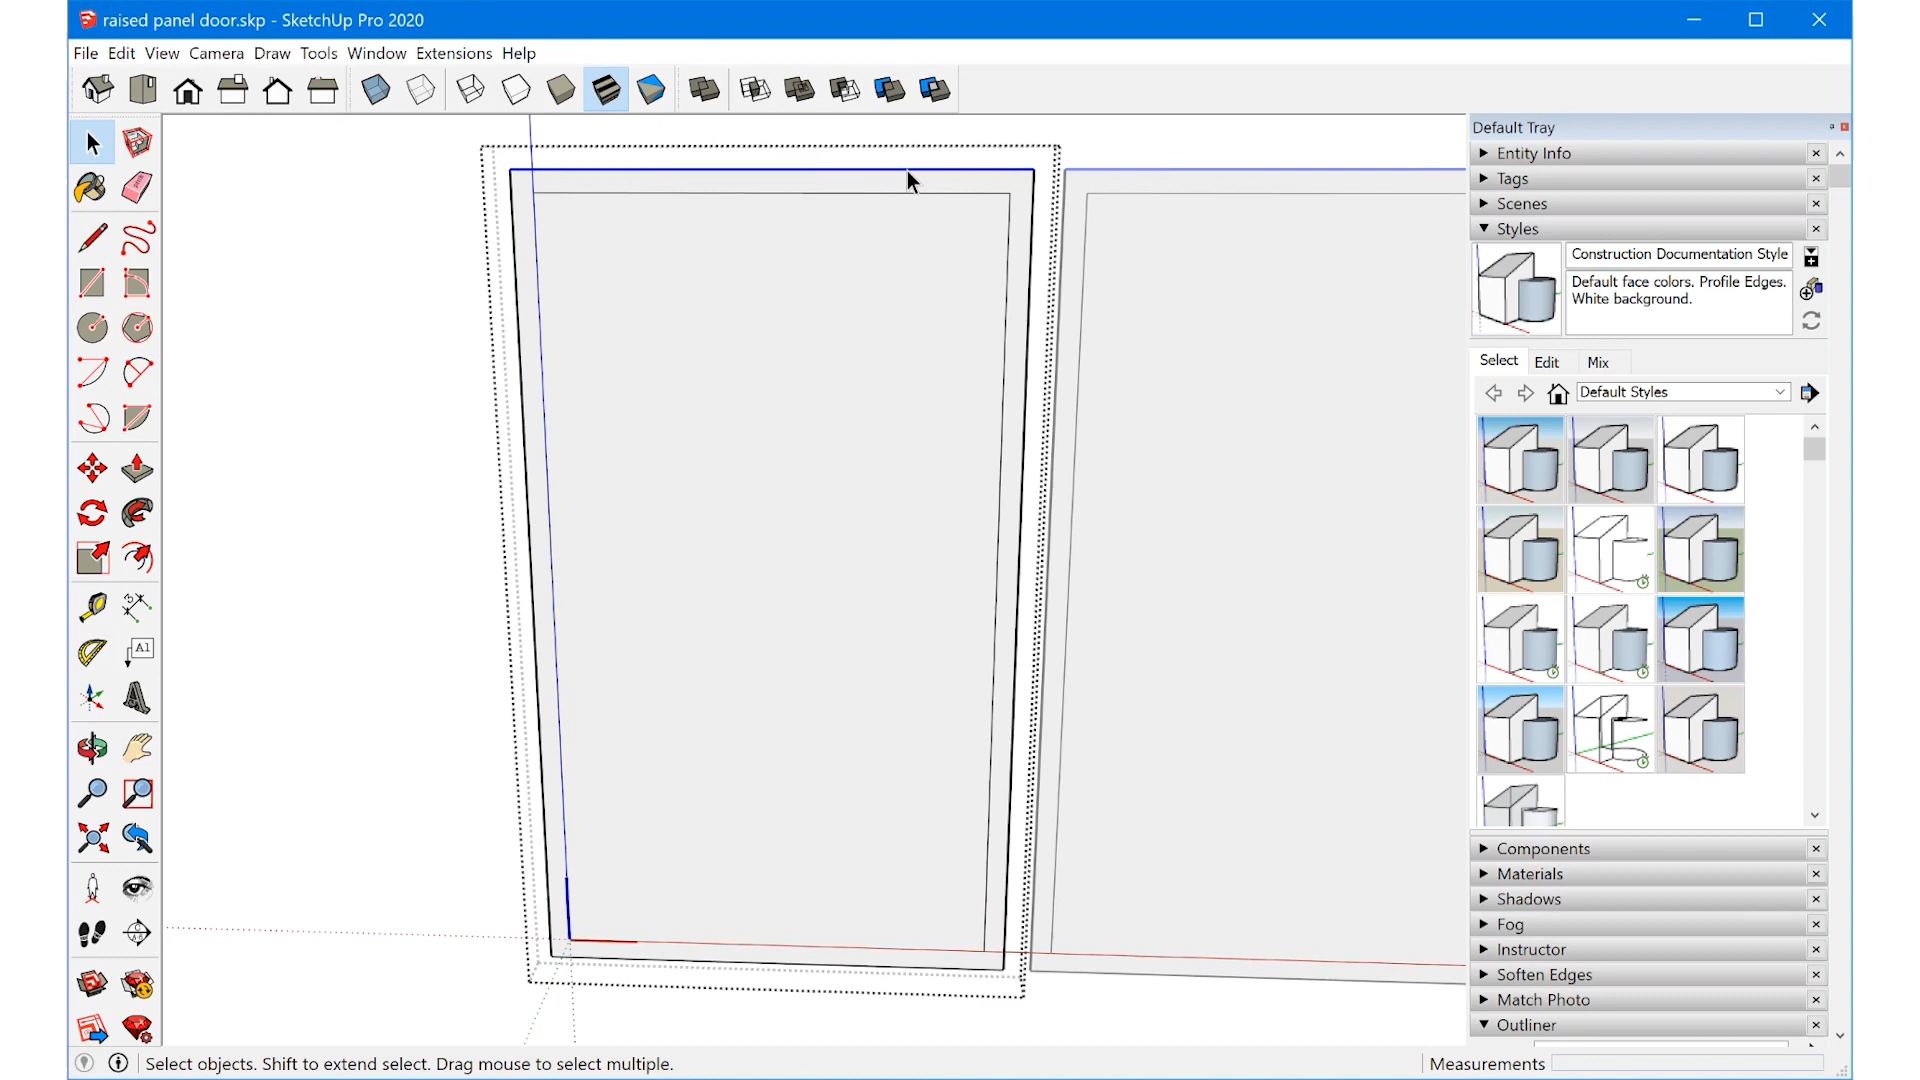 raised panel door.skp - SketchUp Pro 2020
File Edit View Camera Draw Tools Window Extensions Help
Default Tray
Entity Info
Tags
Scenes
Styles
Construction Documentation Style
Default face colors. Profile Edges.
White background.
Select Edit Mix
Default Styles
A1
Components
Materials
Shadows
Fog
Instructor
Soften Edges
Match Photo
Outliner
Select objects. Shift to extend select. Drag mouse to select multiple.
Measurements